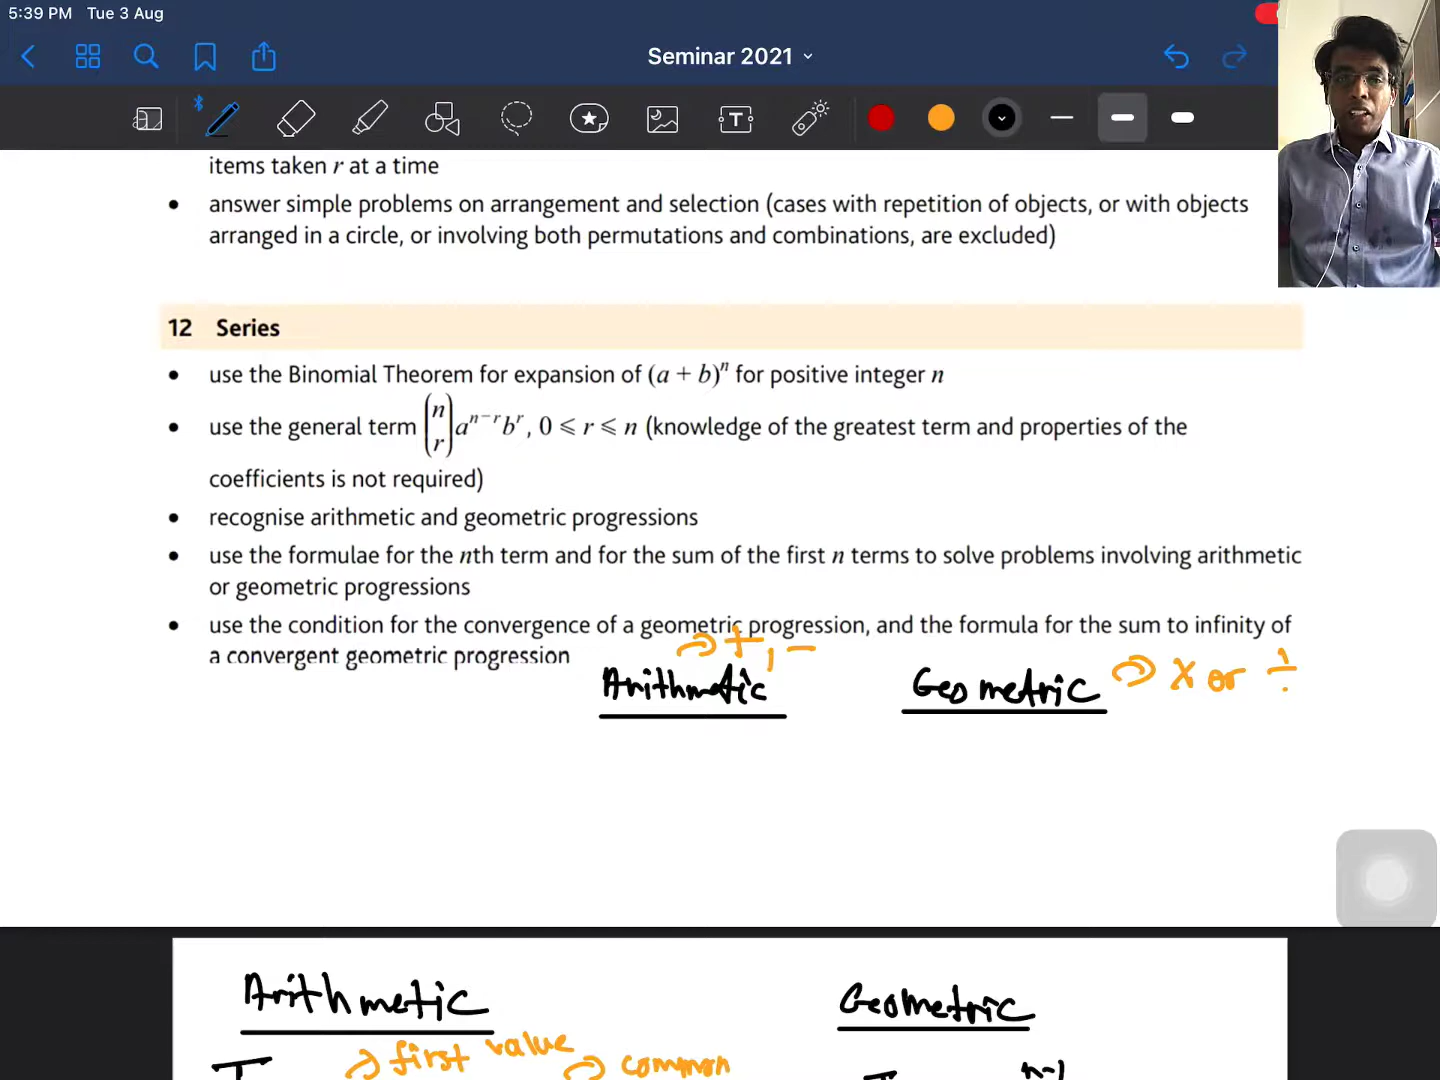 5:39 PM Tue 3 Aug
Seminar 2021
items taken r at a time
• answer simple problems on arrangement and selection (cases with repetition of objects, or with objects
arranged in a circle, or involving both permutations and combinations, are excluded)
12 Series
• use the Binomial Theorem for expansion of (a + b)ⁿ for positive integer n
• use the general term (n r) aⁿ⁻ʳbʳ, 0 ⩽ r ⩽ n (knowledge of the greatest term and properties of the
coefficients is not required)
• recognise arithmetic and geometric progressions
• use the formulae for the nth term and for the sum of the first n terms to solve problems involving arithmetic
or geometric progressions
• use the condition for the convergence of a geometric progression, and the formula for the sum to infinity of
a convergent geometric progression
+, −
Arithmetic
Geometric
x or ÷
Arithmetic
Geometric
first value
common
n-1